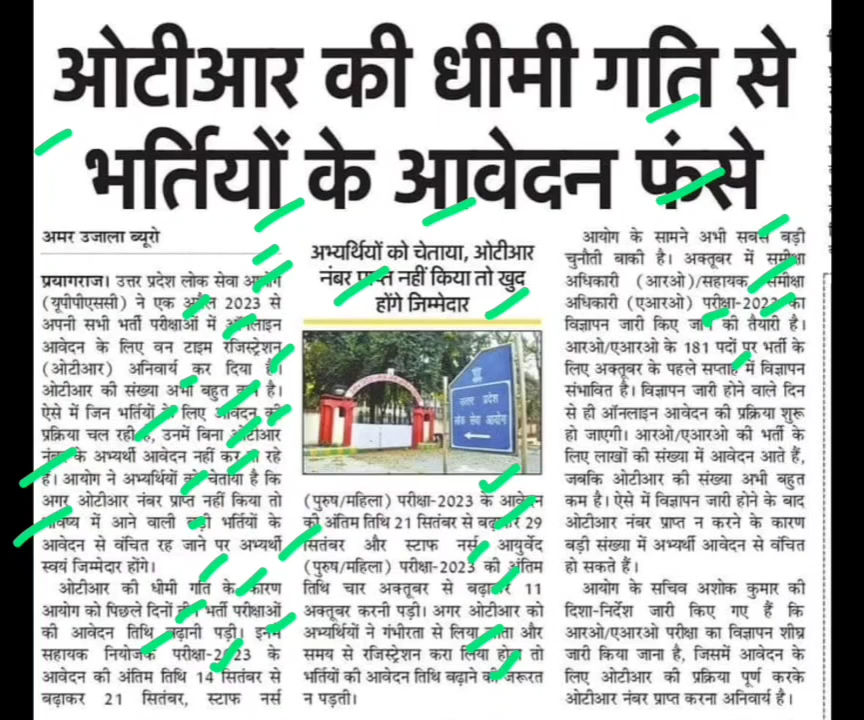 ओटीआर की धीमी गति से
भर्तियों के आवेदन फंसे
अमर उजाला ब्यूरो
प्रयागराज। उत्तर प्रदेश लोक सेवा आयोग
(यूपीपीएससी) ने एक अप्रैल 2023 से
अपनी सभी भर्ती परीक्षाओं में ऑनलाइन
आवेदन के लिए वन टाइम रजिस्ट्रेशन
(ओटीआर) अनिवार्य कर दिया है।
ओटीआर की संख्या अभी बहुत कम है।
ऐसे में जिन भर्तियों के लिए आवेदन की
प्रक्रिया चल रही है, उनमें बिना ओटीआर
नंबर के अभ्यर्थी आवेदन नहीं कर पा रहे
हैं। आयोग ने अभ्यर्थियों को चेताया है कि
अगर ओटीआर नंबर प्राप्त नहीं किया तो
भविष्य में आने वाली बड़ी भर्तियों के
आवेदन से वंचित रह जाने पर अभ्यर्थी
स्वयं जिम्मेदार होंगे।
ओटीआर की धीमी गति के कारण
आयोग को पिछले दिनों तीन भर्ती परीक्षाओं
की आवेदन तिथि बढ़ानी पड़ी। इनमें
सहायक नियोजक परीक्षा-2023 के
आवेदन की अंतिम तिथि 14 सितंबर से
बढ़ाकर 21 सितंबर, स्टाफ नर्स
अभ्यर्थियों को चेताया, ओटीआर
नंबर प्राप्त नहीं किया तो खुद
होंगे जिम्मेदार
उत्तर प्रदेश
लोक सेवा आयोग
(पुरुष/महिला) परीक्षा-2023 के आवेदन
की अंतिम तिथि 21 सितंबर से बढ़ाकर 29
सितंबर और स्टाफ नर्स आयुर्वेद
(पुरुष/महिला) परीक्षा-2023 की अंतिम
तिथि चार अक्तूबर से बढ़ाकर 11
अक्तूबर करनी पड़ी। अगर ओटीआर को
अभ्यर्थियों ने गंभीरता से लिया होता और
समय से रजिस्ट्रेशन करा लिया होता तो
भर्तियों की आवेदन तिथि बढ़ाने की जरूरत
न पड़ती।
आयोग के सामने अभी सबसे बड़ी
चुनौती बाकी है। अक्तूबर में समीक्षा
अधिकारी (आरओ)/सहायक समीक्षा
अधिकारी (एआरओ) परीक्षा-2023 का
विज्ञापन जारी किए जाने की तैयारी है।
आरओ/एआरओ के 181 पदों पर भर्ती के
लिए अक्तूबर के पहले सप्ताह में विज्ञापन
संभावित है। विज्ञापन जारी होने वाले दिन
से ही ऑनलाइन आवेदन की प्रक्रिया शुरू
हो जाएगी। आरओ/एआरओ की भर्ती के
लिए लाखों की संख्या में आवेदन आते हैं,
जबकि ओटीआर की संख्या अभी बहुत
कम है। ऐसे में विज्ञापन जारी होने के बाद
ओटीआर नंबर प्राप्त न करने के कारण
बड़ी संख्या में अभ्यर्थी आवेदन से वंचित
हो सकते हैं।
आयोग के सचिव अशोक कुमार की
दिशा-निर्देश जारी किए गए हैं कि
आरओ/एआरओ परीक्षा का विज्ञापन शीघ्र
जारी किया जाना है, जिसमें आवेदन के
लिए ओटीआर की प्रक्रिया पूर्ण करके
ओटीआर नंबर प्राप्त करना अनिवार्य है।